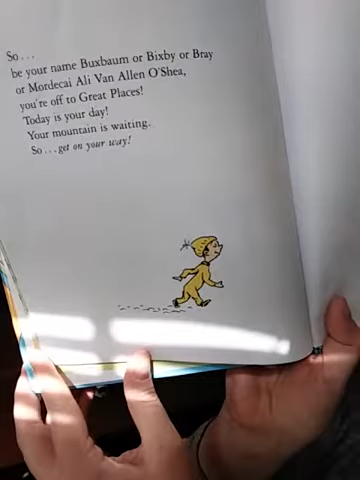 So...
be your name Buxbaum or Bixby or Bray
or Mordecai Ali Van Allen O'Shea,
you're off to Great Places!
Today is your day!
Your mountain is waiting.
So...get on your way!